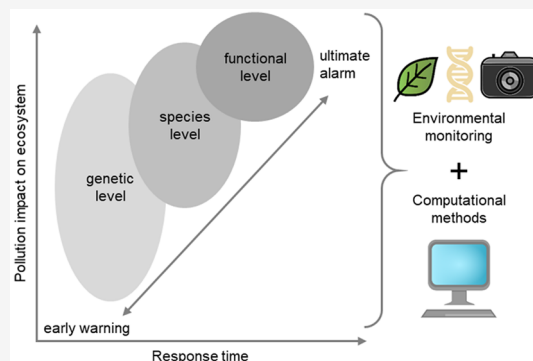 Pollution impact on ecosystem
functional
level
ultimate
alarm
species
level
genetic
level
early warning
Response time
Environmental
monitoring
+
Computational
methods